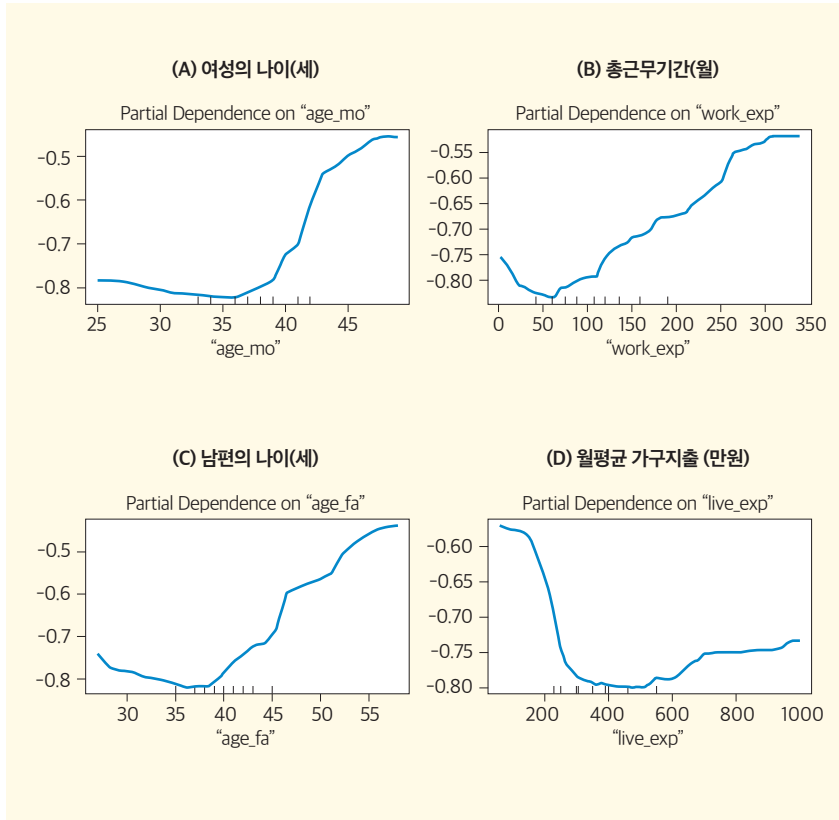 (A) 여성의 나이(세)
Partial Dependence on “age_mo”
-0.5
-0.6
-0.7
-0.8
25 30 35 40 45
“age_mo”
(B) 총근무기간(월)
Partial Dependence on “work_exp”
-0.55
-0.60
-0.65
-0.70
-0.75
-0.80
0 50 100 150 200 250 300 350
“work_exp”
(C) 남편의 나이(세)
Partial Dependence on “age_fa”
-0.5
-0.6
-0.7
-0.8
30 35 40 45 50 55
“age_fa”
(D) 월평균 가구지출 (만원)
Partial Dependence on “live_exp”
-0.60
-0.65
-0.70
-0.75
-0.80
200 400 600 800 1000
“live_exp”